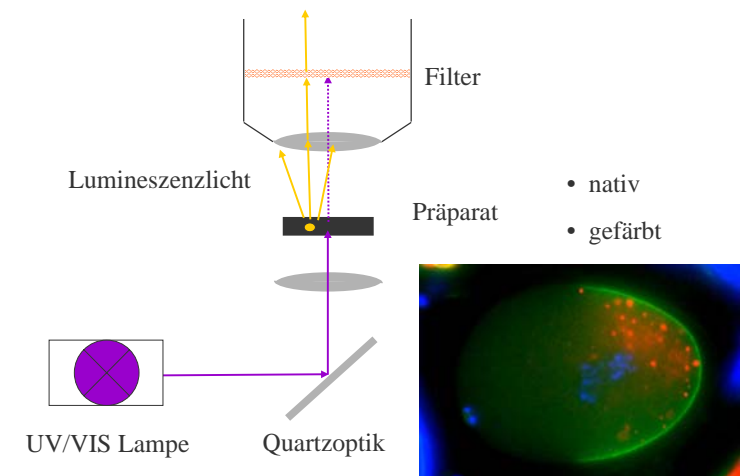 Filter
Lumineszenzlicht
• nativ
Präparat
• gefärbt
UV/VIS Lampe
Quartzoptik